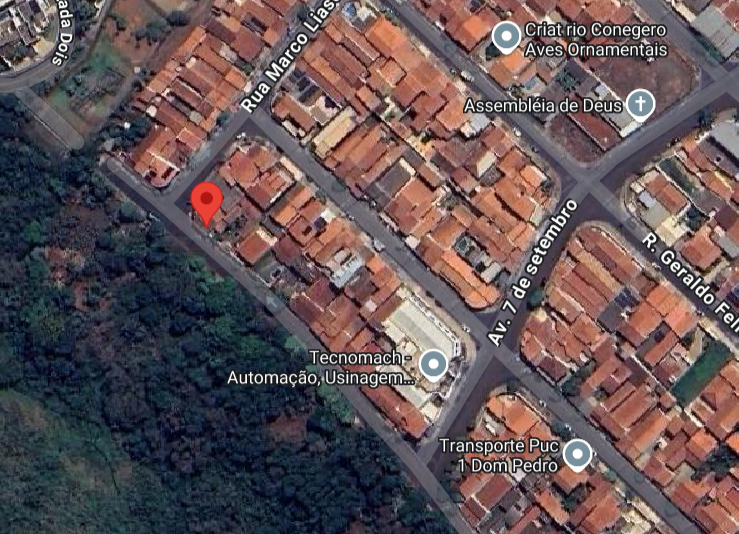 ada Dois
Rua Marco Lias
Criat rio Conegero
Aves Ornamentais
Assembléia de Deus
Av. 7 de setembro
R. Geraldo Feli
Tecnomach -
Automação, Usinagem...
Transporte Puc
1 Dom Pedro